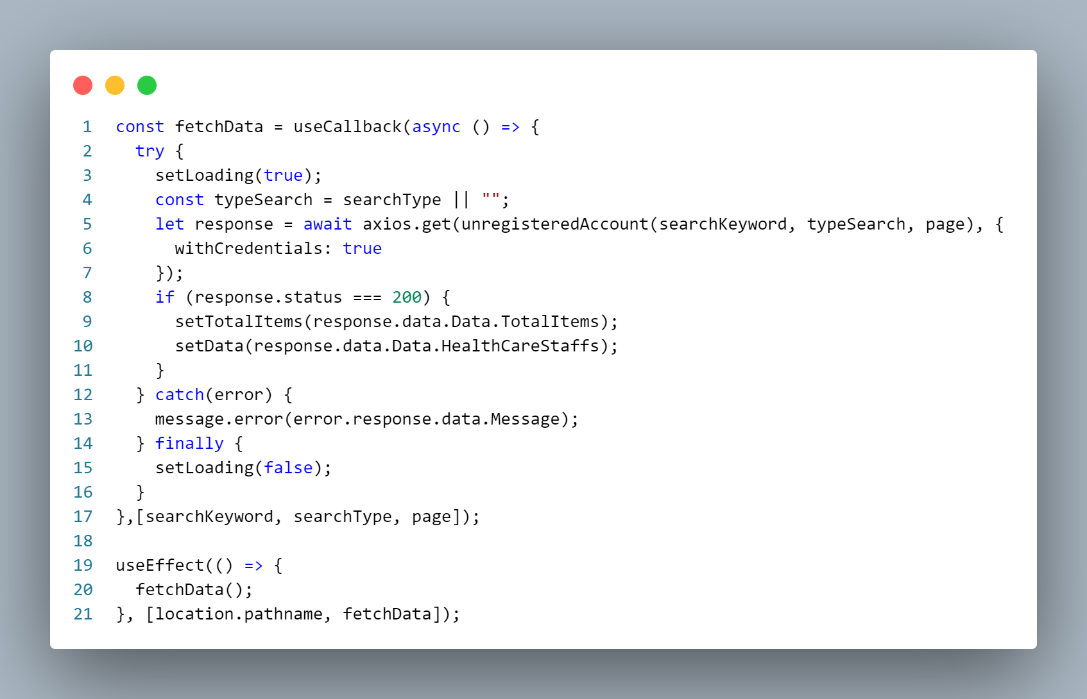 1 const fetchData = useCallback(async () => {
2   try {
3     setLoading(true);
4     const typeSearch = searchType || "";
5     let response = await axios.get(unregisteredAccount(searchKeyword, typeSearch, page), {
6       withCredentials: true
7     });
8     if (response.status === 200) {
9       setTotalItems(response.data.Data.TotalItems);
10       setData(response.data.Data.HealthCareStaffs);
11     }
12   } catch(error) {
13     message.error(error.response.data.Message);
14   } finally {
15     setLoading(false);
16   }
17 },[searchKeyword, searchType, page]);
18
19 useEffect(() => {
20   fetchData();
21 }, [location.pathname, fetchData]);